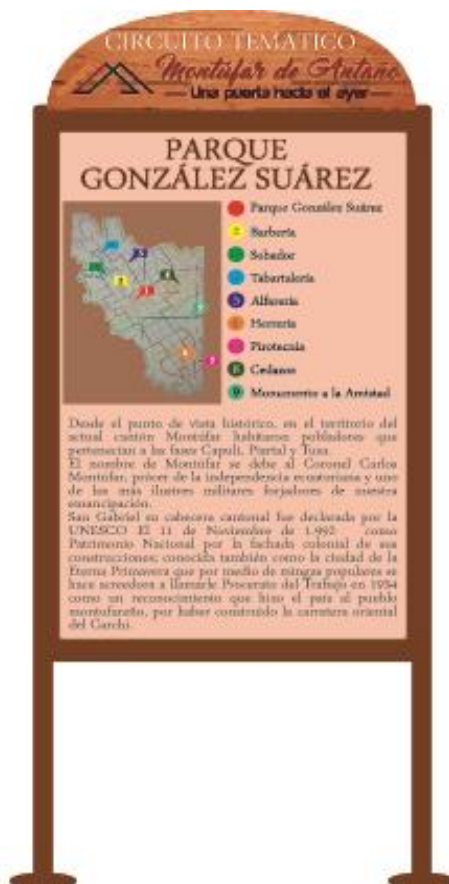 CIRCUITO TEMÁTICO
Montúfar de Antaño
Una puerta hacia el ayer
PARQUE
GONZÁLEZ SUÁREZ
Parque González Suárez
2 Barbería
Sobador
Tabartalería
5 Alfarería
Herrería
Pirotecnia
8 Cedazos
9 Monumento a la Amistad
Desde el punto de vista histórico, en el territorio del
actual cantón Montúfar habitaron pobladores que
pertenecían a las fases Capulí, Piartal y Tuza.
El nombre de Montúfar se debe al Coronel Carlos
Montúfar, prócer de la independencia ecuatoriana y uno
de los más ilustres militares forjadores de nuestra
emancipación.
San Gabriel su cabecera cantonal fue declarada por la
UNESCO El 11 de Noviembre de 1.992 como
Patrimonio Nacional por la fachada colonial de sus
construcciones; conocida también como la ciudad de la
Eterna Primavera que por medio de mingas populares se
hace acreedora a llamarle Procerato del Trabajo en 1934
como un reconocimiento que hizo el país al pueblo
montufareño, por haber construido la carretera oriental
del Carchi.